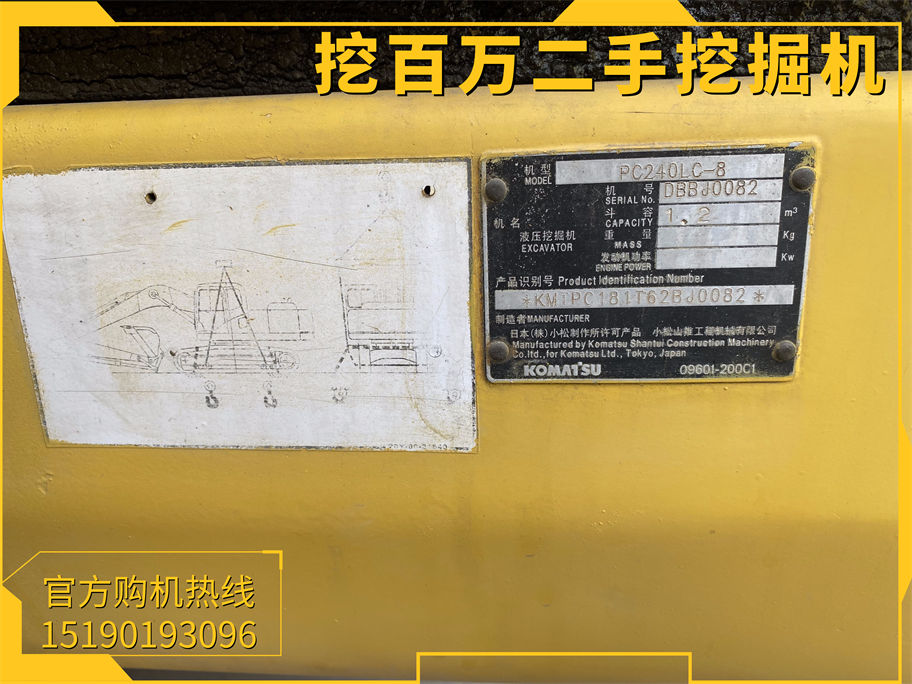 挖百万二手挖掘机
机型 MODEL PC240LC-8
机号 SERIAL No. DBBJ0082
机名
液压挖掘机
EXCAVATOR
斗容 CAPACITY 1.2 m³
重量 MASS Kg
发动机功率 ENGINE POWER Kw
产品识别号 Product Identification Number
*KMTPC181T62BJ0082*
制造者MANUFACTURER
日本(株)小松制作所许可产品 小松山推工程机械有限公司
Manufactured by Komatsu Shantui Construction Machinery
Co.ltd.,for Komatsu Ltd., Tokyo, Japan
KOMATSU 09601-200C1
官方购机热线
15190193096